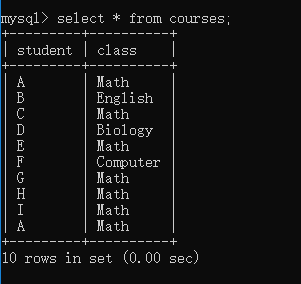 mysql> select * from courses;
+---------+----------+
| student | class    |
+---------+----------+
| A       | Math     |
| B       | English  |
| C       | Math     |
| D       | Biology  |
| E       | Math     |
| F       | Computer |
| G       | Math     |
| H       | Math     |
| I       | Math     |
| A       | Math     |
+---------+----------+
10 rows in set (0.00 sec)